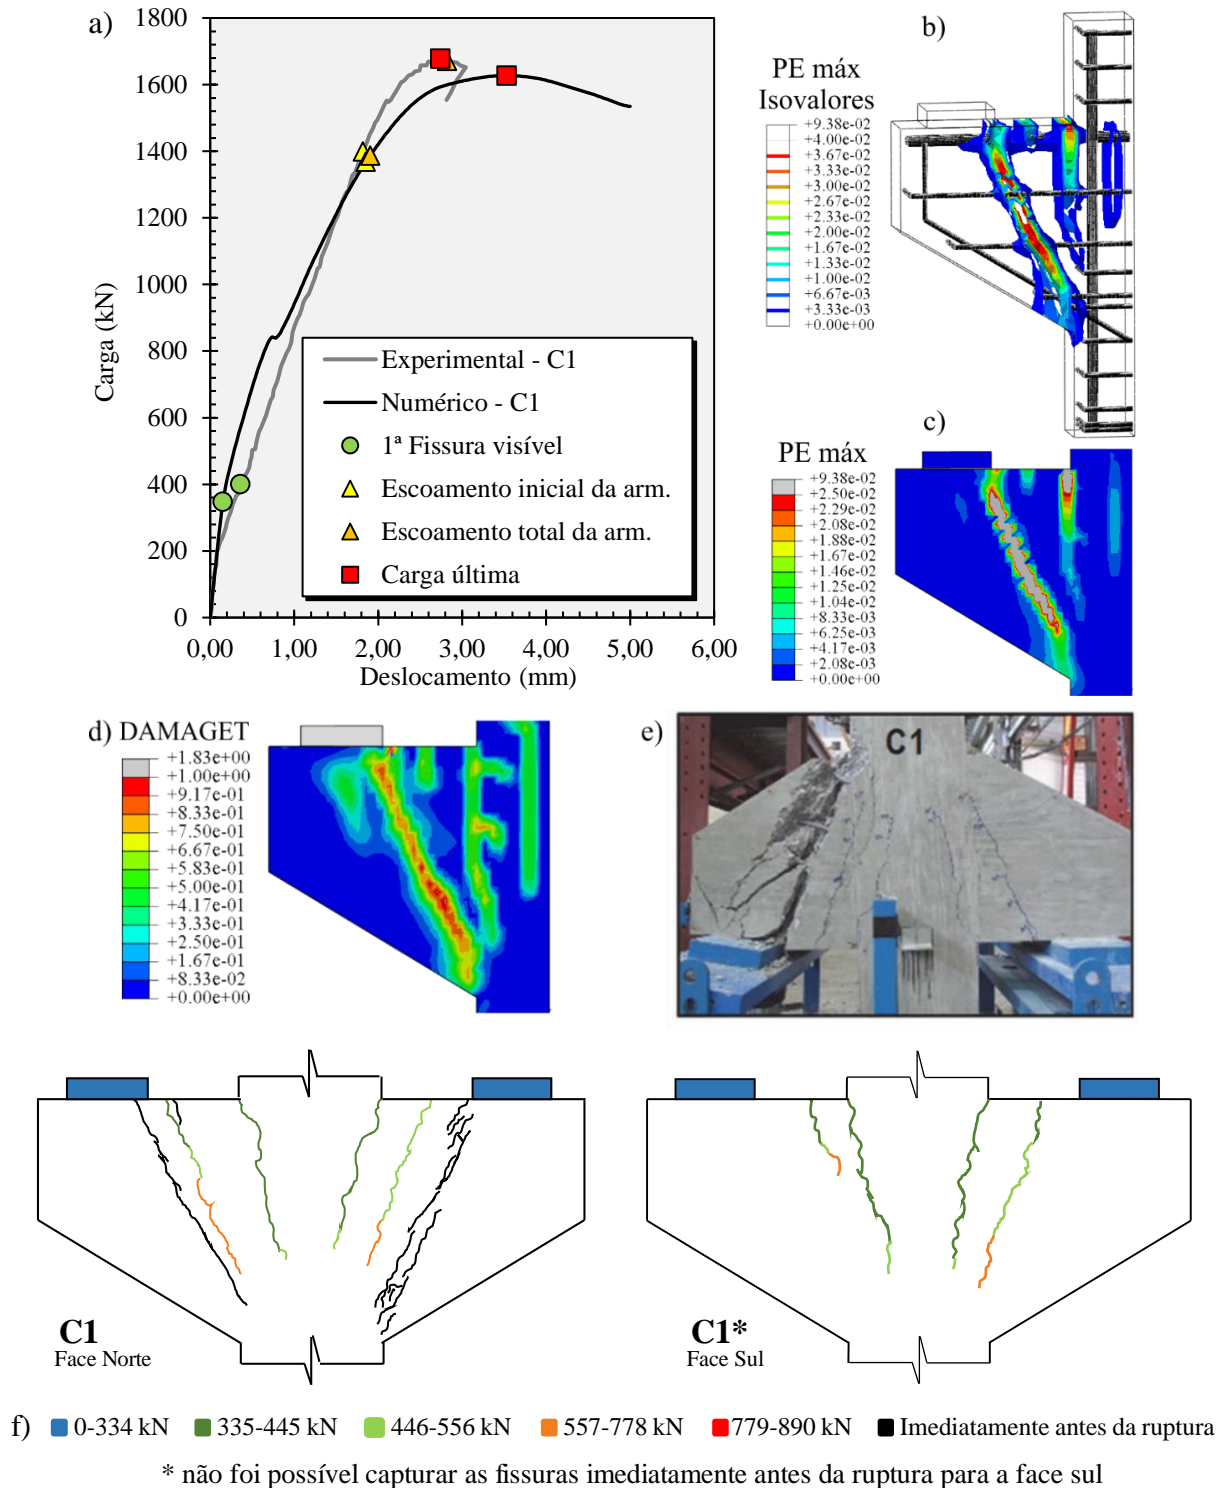 a)
1800
1600
1400
1200
1000
800
600
400
200
0
Carga (kN)
0,00
1,00
2,00
3,00
4,00
5,00
6,00
Deslocamento (mm)
Experimental - C1
Numérico - C1
1ª Fissura visível
Escoamento inicial da arm.
Escoamento total da arm.
Carga última
b)
PE máx
Isovalores
+9.38e-02
+4.00e-02
+3.67e-02
+3.33e-02
+3.00e-02
+2.67e-02
+2.33e-02
+2.00e-02
+1.67e-02
+1.33e-02
+1.00e-02
+6.67e-03
+3.33e-03
+0.00e+00
c)
PE máx
+9.38e-02
+2.50e-02
+2.29e-02
+2.08e-02
+1.88e-02
+1.67e-02
+1.46e-02
+1.25e-02
+1.04e-02
+8.33e-03
+6.25e-03
+4.17e-03
+2.08e-03
+0.00e+00
d) DAMAGET
+1.83e+00
+1.00e+00
+9.17e-01
+8.33e-01
+7.50e-01
+6.67e-01
+5.83e-01
+5.00e-01
+4.17e-01
+3.33e-01
+2.50e-01
+1.67e-01
+8.33e-02
+0.00e+00
e)
C1
C1
Face Norte
C1*
Face Sul
f) 0-334 kN 335-445 kN 446-556 kN 557-778 kN 779-890 kN Imediatamente antes da ruptura
* não foi possível capturar as fissuras imediatamente antes da ruptura para a face sul